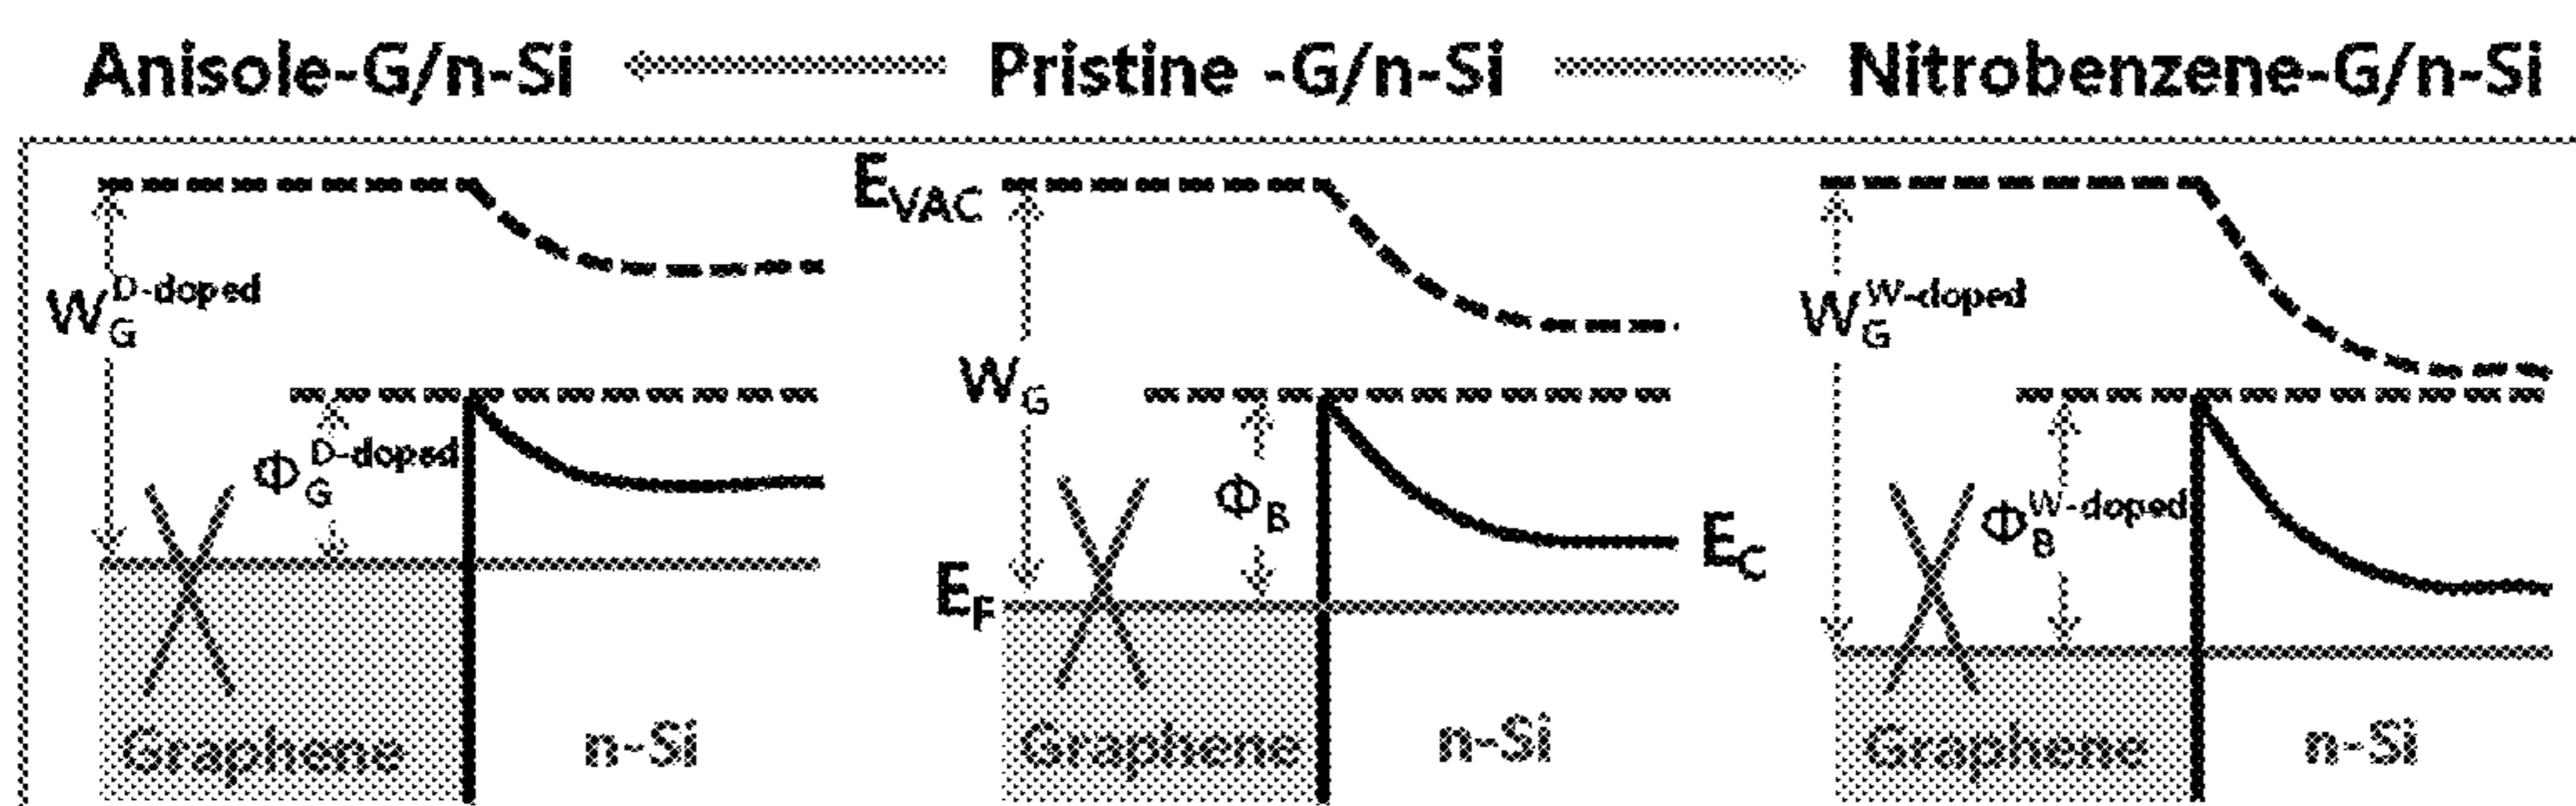 Anisole-G/n-Si Pristine -G/n-Si Nitrobenzene-G/n-Si
E_VAC
W_G^D-doped W_G W_G^W-doped
Φ_G^D-doped Φ_B Φ_B^W-doped
E_F E_C
Graphene n-Si Graphene n-Si Graphene n-Si